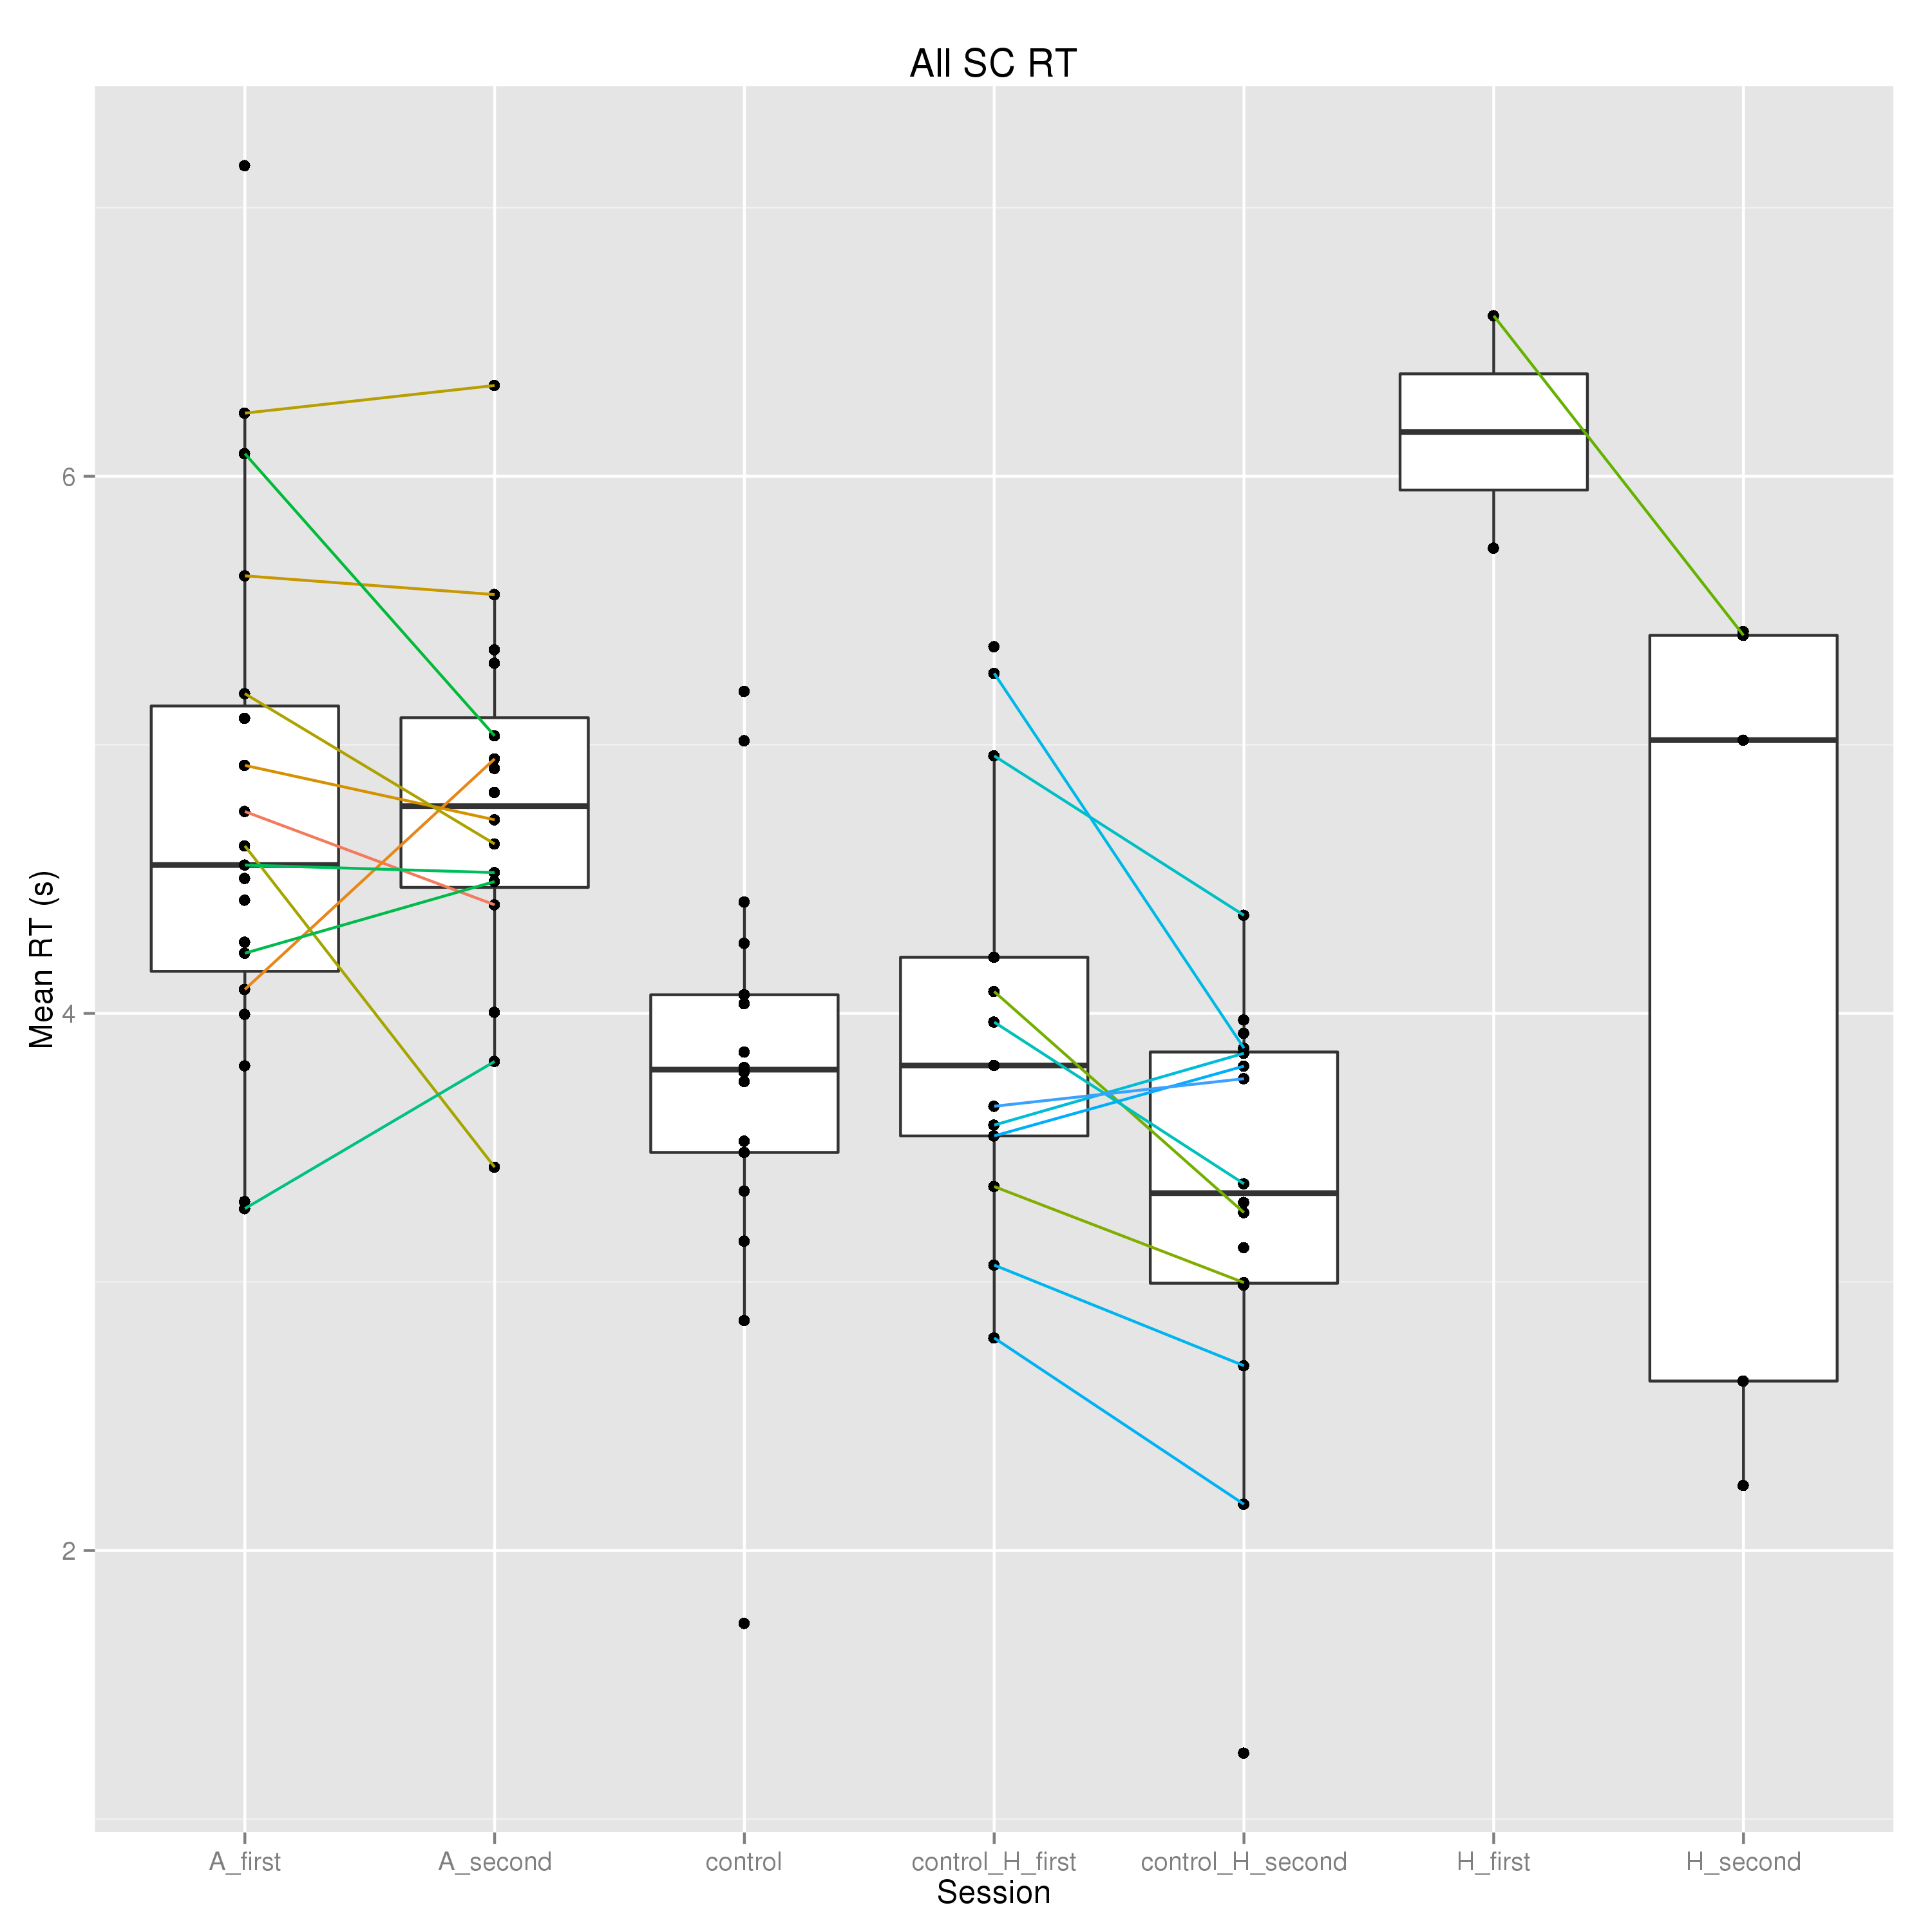 All SC RT
Mean RT (s)
6
4
2
A_first A_second control control_H_first control_H_second H_first H_second
Session